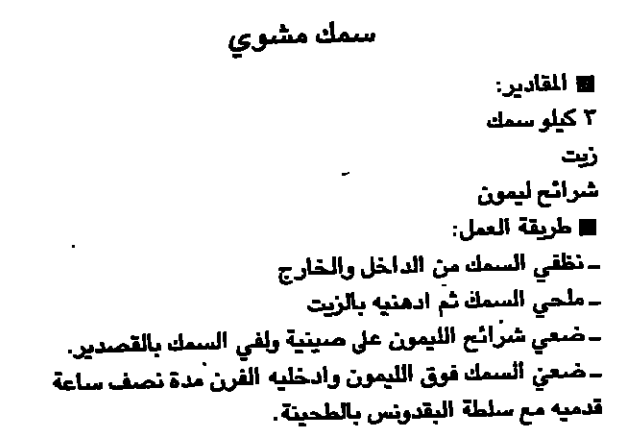 سمك مشوي
■ المقادير:
٣ كيلو سمك
زيت
شرائح ليمون
■ طريقة العمل:
ـ نظفي السمك من الداخل والخارج
ـ ملحي السمك ثم ادهنيه بالزيت
ـ ضعي شرائح الليمون على صينية ولفي السمك بالقصدير.
ـ ضعي السمك فوق الليمون وادخليه الفرن مدة نصف ساعة
قدميه مع سلطة البقدونس بالطحينة.